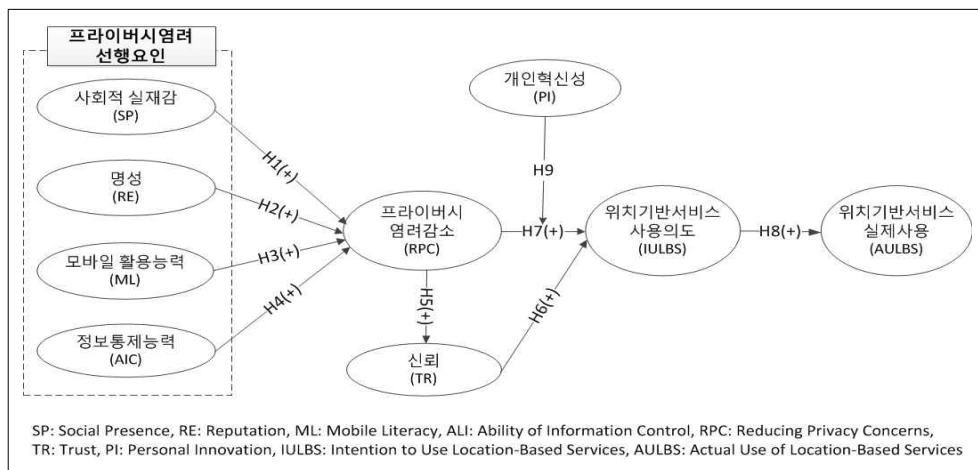 프라이버시염려
선행요인
사회적 실재감
(SP)
명성
(RE)
모바일 활용능력
(ML)
정보통제능력
(AIC)
H1(+)
H2(+)
H3(+)
H4(+)
프라이버시
염려감소
(RPC)
H5(+)
신뢰
(TR)
개인혁신성
(PI)
H9
H7(+)
H6(+)
위치기반서비스
사용의도
(IULBS)
H8(+)
위치기반서비스
실제사용
(AULBS)
SP: Social Presence, RE: Reputation, ML: Mobile Literacy, ALI: Ability of Information Control, RPC: Reducing Privacy Concerns,
TR: Trust, PI: Personal Innovation, IULBS: Intention to Use Location-Based Services, AULBS: Actual Use of Location-Based Services